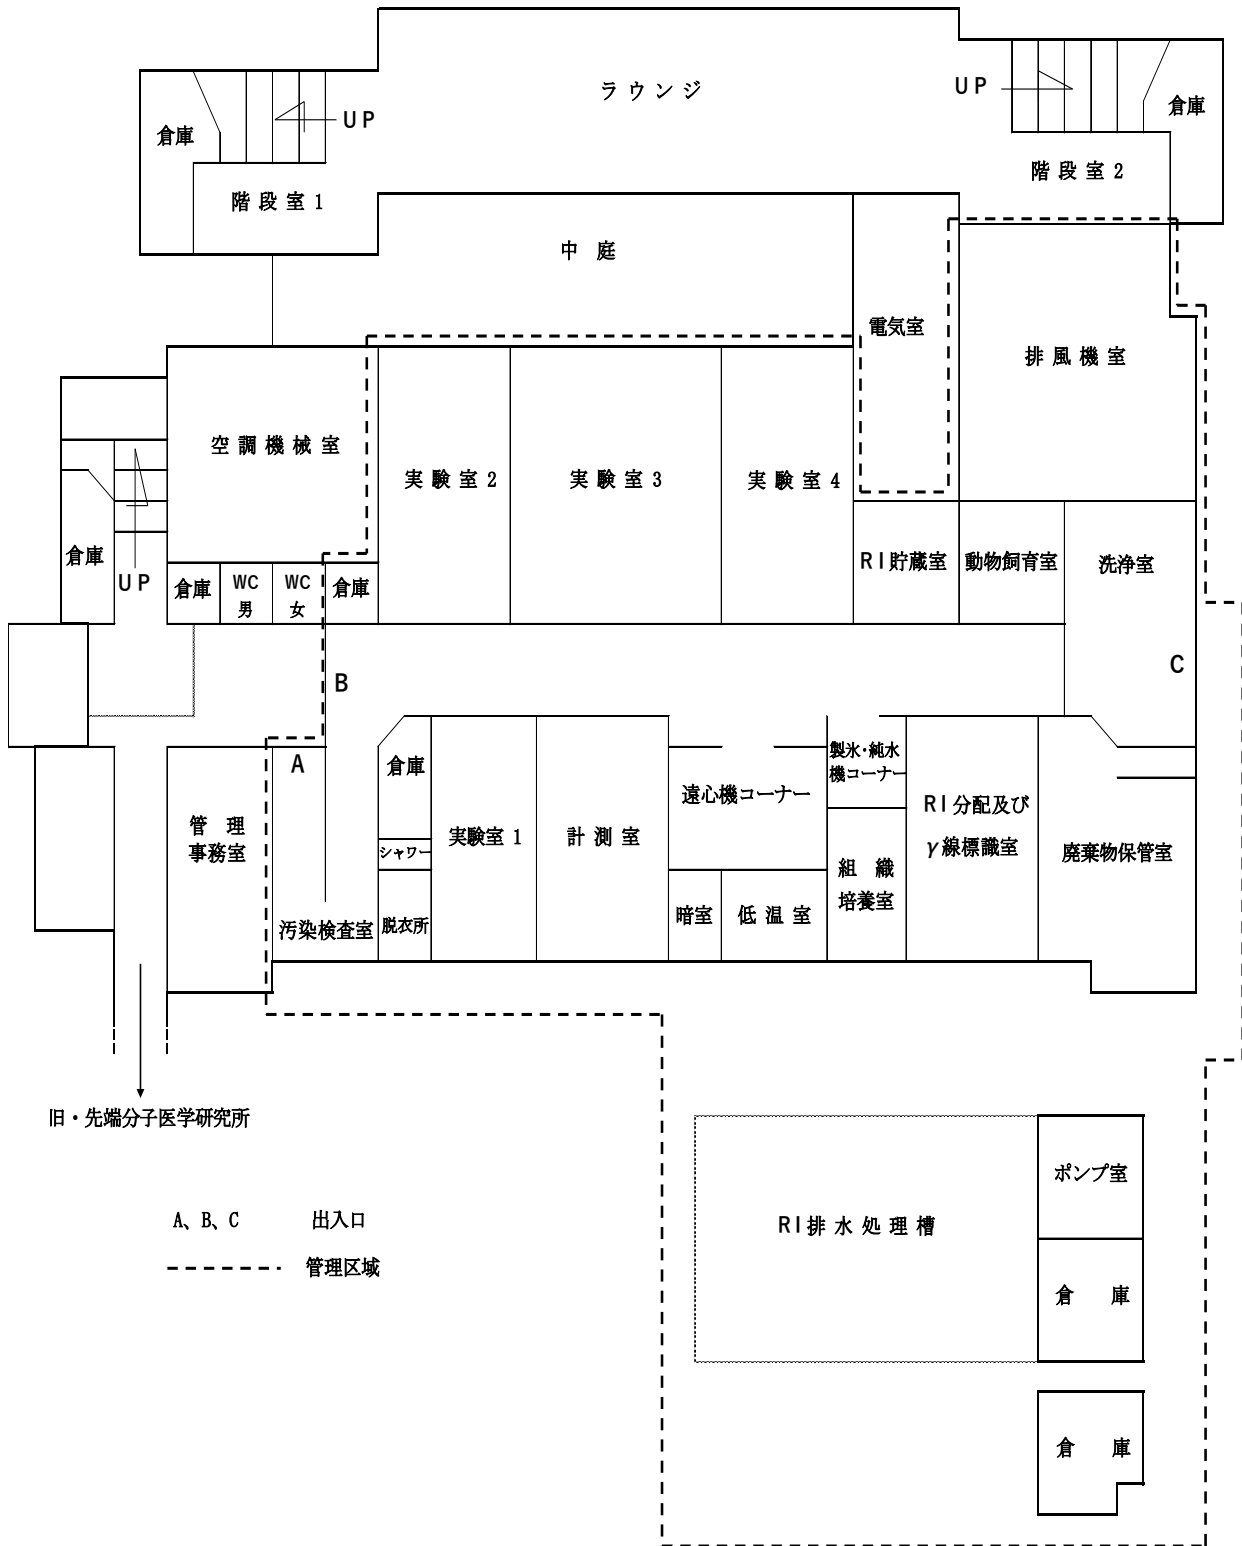 ラウンジ
UP
倉庫
倉庫
UP
階段室2
階段室1
中庭
電気室
排風機室
空調機械室
実験室2
実験室3
実験室4
倉庫
UP
倉庫
WC
男
WC
女
倉庫
RI貯蔵室
動物飼育室
洗浄室
B
C
A
倉庫
製氷・純水
機コーナー
遠心機コーナー
RI分配及び
γ線標識室
管理
事務室
シャワー
実験室1
計測室
廃棄物保管室
組織
培養室
汚染検査室
脱衣所
暗室
低温室
旧・先端分子医学研究所
ポンプ室
RI排水処理槽
倉庫
A、B、C 出入口
管理区域
倉庫